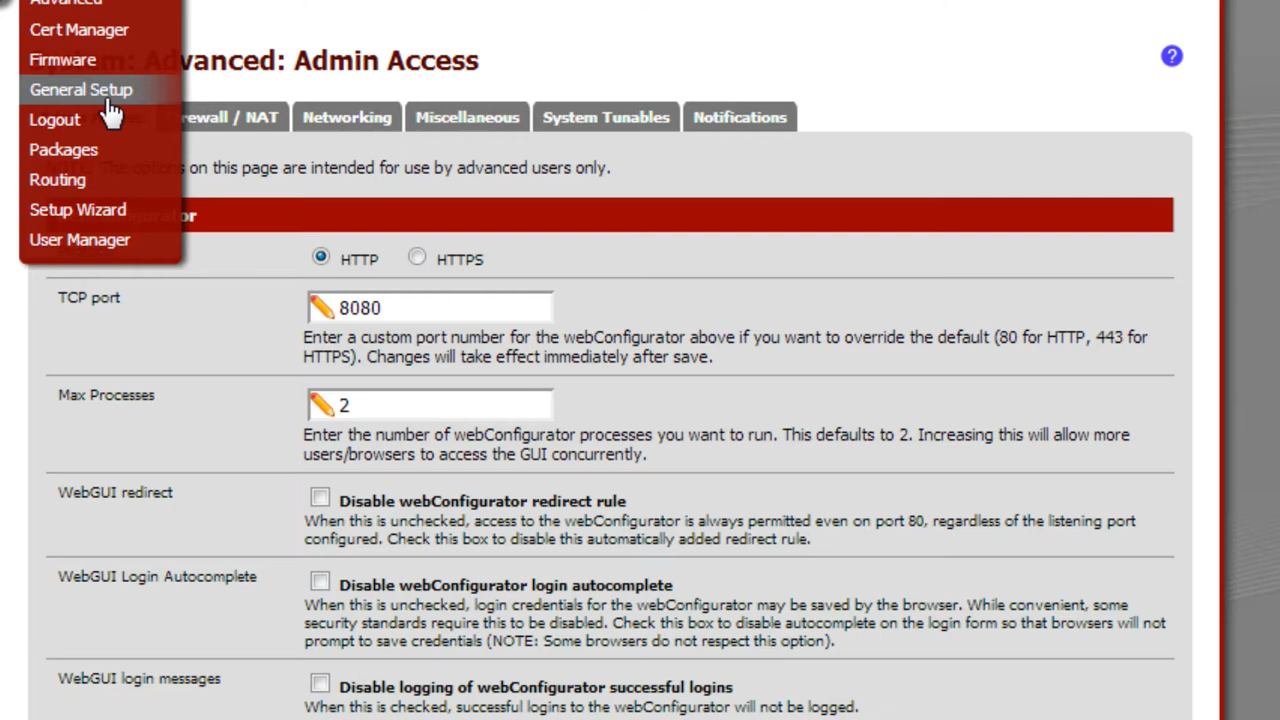 Advanced
Cert Manager
Firmware
General Setup
Logout
Packages
Routing
Setup Wizard
User Manager
Advanced: Admin Access
?
rewall / NAT
Networking
Miscellaneous
System Tunables
Notifications
options on this page are intended for use by advanced users only.
HTTP
HTTPS
TCP port
8080
Enter a custom port number for the webConfigurator above if you want to override the default (80 for HTTP, 443 for
HTTPS). Changes will take effect immediately after save.
Max Processes
2
Enter the number of webConfigurator processes you want to run. This defaults to 2. Increasing this will allow more
users/browsers to access the GUI concurrently.
WebGUI redirect
Disable webConfigurator redirect rule
When this is unchecked, access to the webConfigurator is always permitted even on port 80, regardless of the listening port
configured. Check this box to disable this automatically added redirect rule.
WebGUI Login Autocomplete
Disable webConfigurator login autocomplete
When this is unchecked, login credentials for the webConfigurator may be saved by the browser. While convenient, some
security standards require this to be disabled. Check this box to disable autocomplete on the login form so that browsers will not
prompt to save credentials (NOTE: Some browsers do not respect this option).
WebGUI login messages
Disable logging of webConfigurator successful logins
When this is checked, successful logins to the webConfigurator will not be logged.